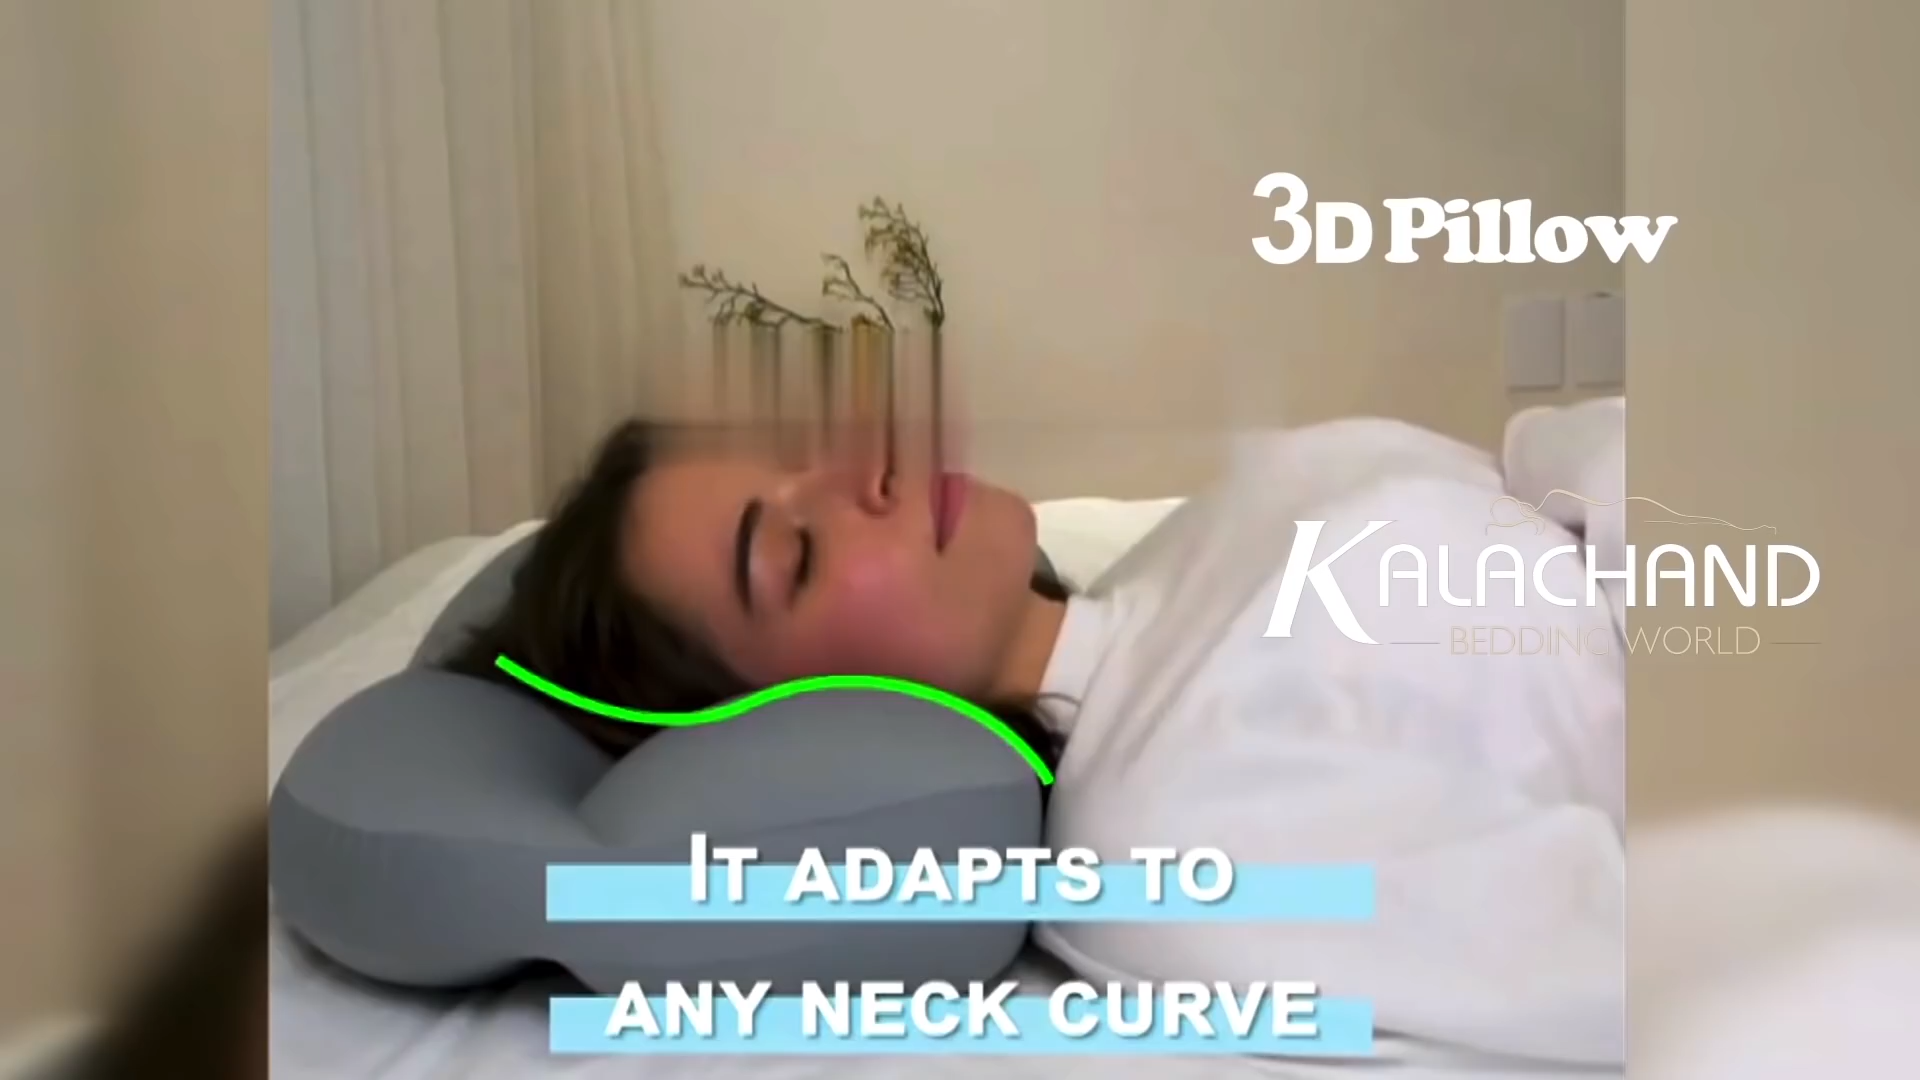 3D Pillow
KALACHAND
BEDDING WORLD
IT ADAPTS TO
ANY NECK CURVE